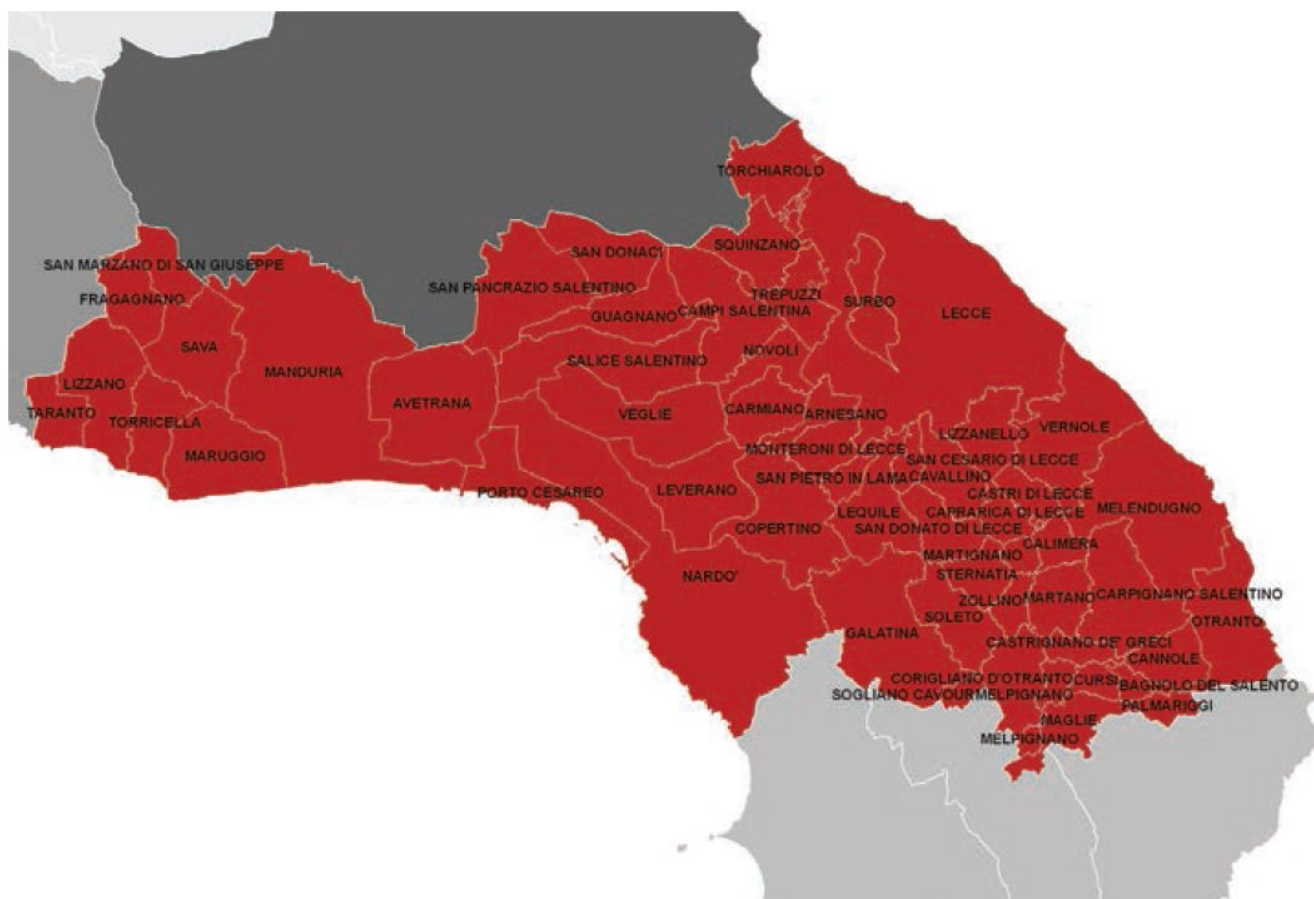 TORCHIAROLO
SQUINZANO
SAN DONACI
SAN MARZANO DI SAN GIUSEPPE
SAN PANCRAZIO SALENTINO
TREPUZZI
FRAGAGNANO
SURBO
CAMPI SALENTINA
LECCE
GUAGNANO
SAVA
NOVOLI
SALICE SALENTINO
MANDURIA
LIZZANO
AVETRANA
CARMIANO
ARNESANO
TARANTO
VEGLIE
TORRICELLA
VERNOLE
LIZZANELLO
MONTERONI DI LECCE
MARUGGIO
SAN CESARIO DI LECCE
SAN PIETRO IN LAMA
CAVALLINO
PORTO CESAREO
LEVERANO
CASTRI DI LECCE
MELENDUGNO
LEQUILE
CAPRARICA DI LECCE
COPERTINO
SAN DONATO DI LECCE
CALIMERA
MARTIGNANO
NARDO'
STERNATIA
CARPIGNANO SALENTINO
ZOLLINO
MARTANO
SOLETO
OTRANTO
GALATINA
CASTRIGNANO DE' GRECI
CANNOLE
CORIGLIANO D'OTRANTO
CURSI
BAGNOLO DEL SALENTO
SOGLIANO CAVOUR
MELPIGNANO
PALMARIGGI
MAGLIE
MELPIGNANO